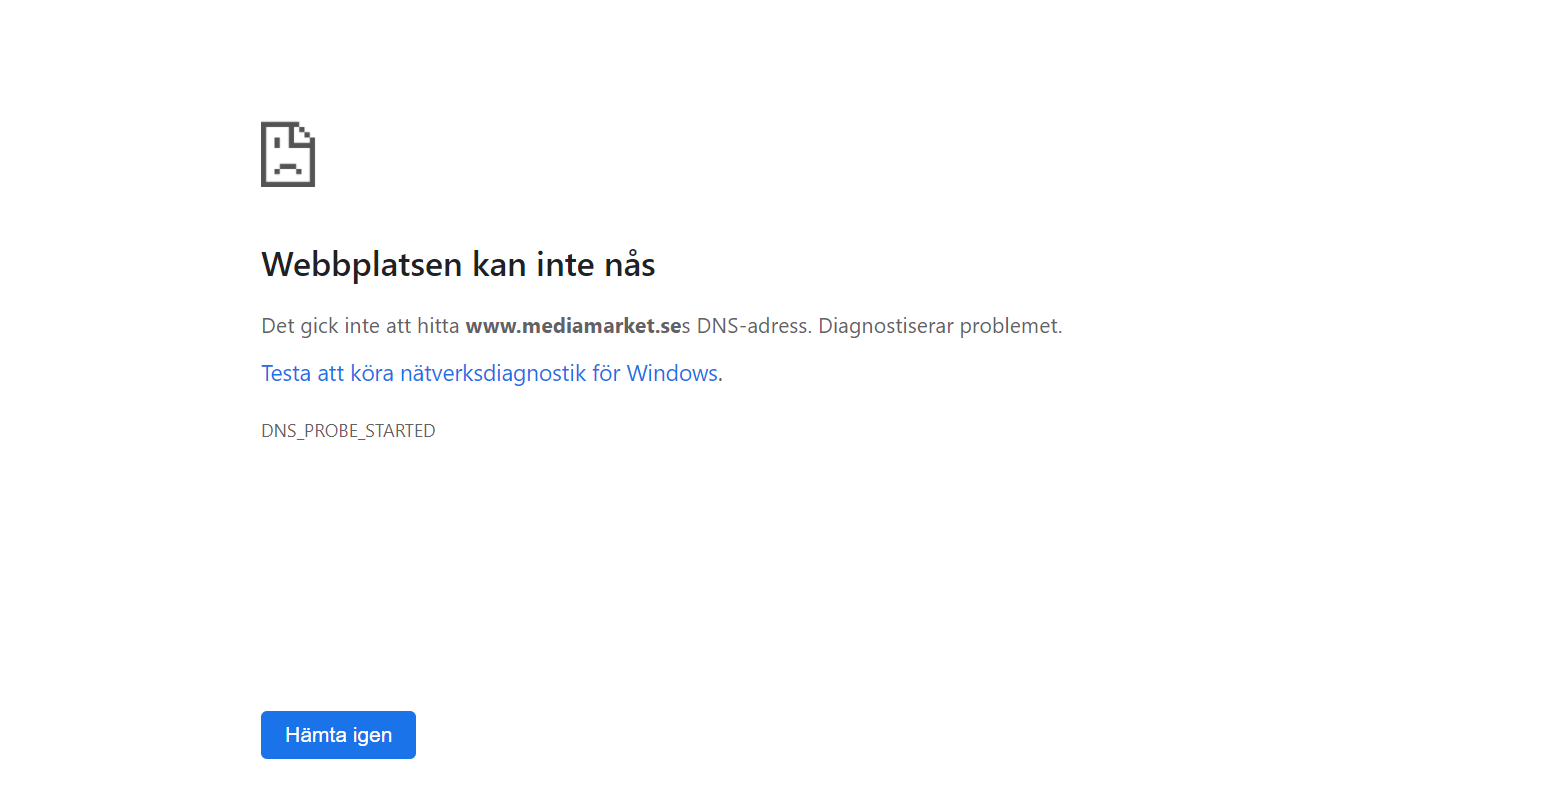 Webbplatsen kan inte nås
Det gick inte att hitta www.mediamarket.ses DNS-adress. Diagnostiserar problemet.
Testa att köra nätverksdiagnostik för Windows.
DNS_PROBE_STARTED
Hämta igen